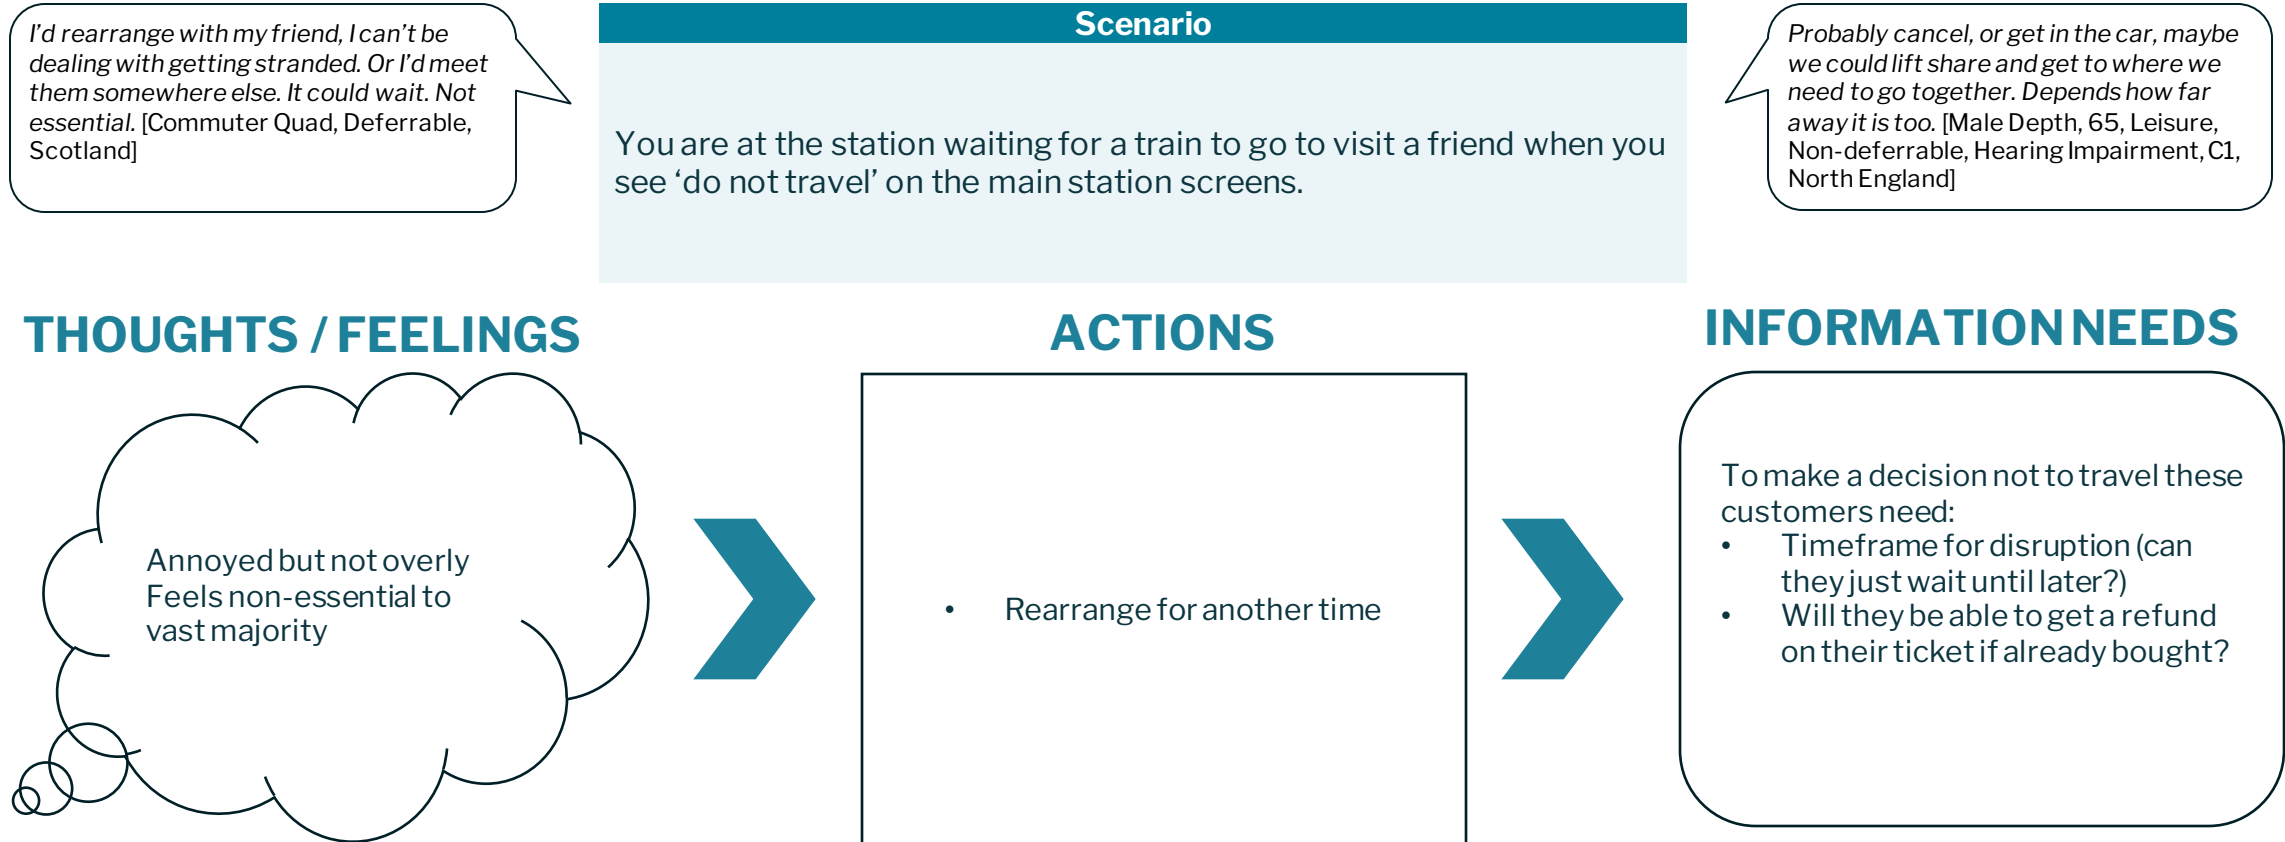 I'd rearrange with my friend, I can't be
dealing with getting stranded. Or I'd meet
them somewhere else. It could wait. Not
essential. [Commuter Quad, Deferrable,
Scotland]
Scenario
You are at the station waiting for a train to go to visit a friend when you
see ‘do not travel’ on the main station screens.
Probably cancel, or get in the car, maybe
we could lift share and get to where we
need to go together. Depends how far
away it is too. [Male Depth, 65, Leisure,
Non-deferrable, Hearing Impairment, C1,
North England]
THOUGHTS / FEELINGS
Annoyed but not overly
Feels non-essential to
vast majority
ACTIONS
• Rearrange for another time
INFORMATION NEEDS
To make a decision not to travel these
customers need:
• Timeframe for disruption (can
they just wait until later?)
• Will they be able to get a refund
on their ticket if already bought?